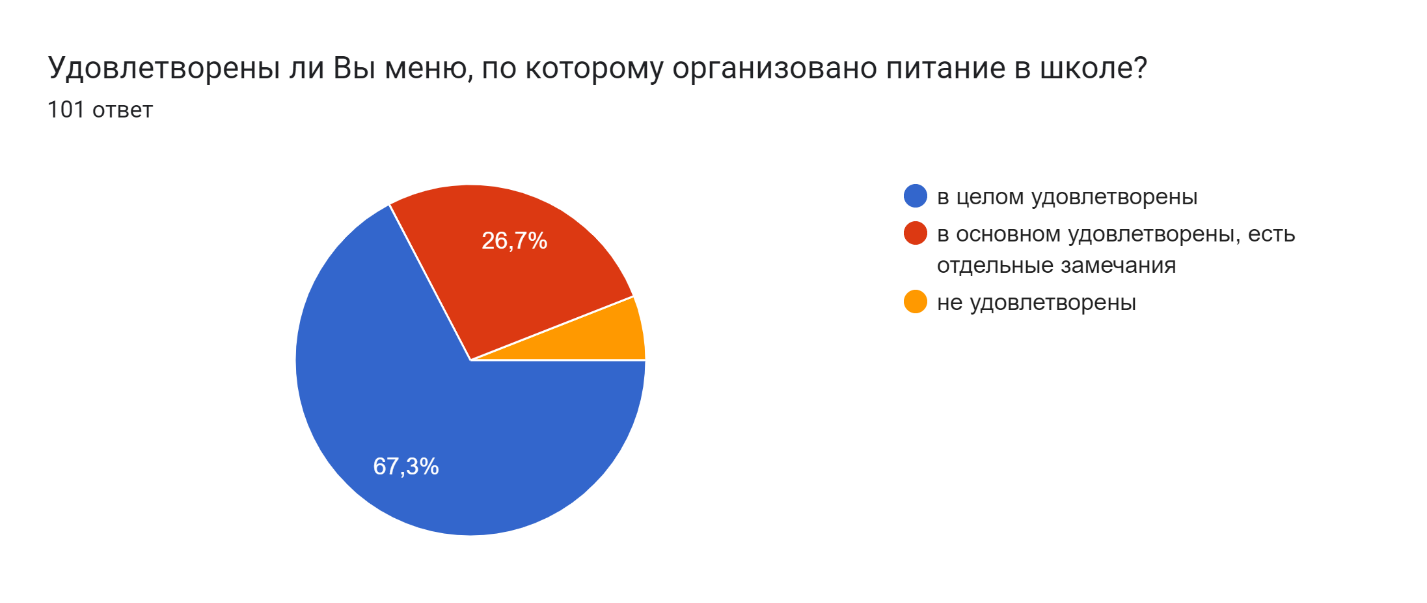 Удовлетворены ли Вы меню, по которому организовано питание в школе?
101 ответ
26,7%
67,3%
в целом удовлетворены
в основном удовлетворены, есть
отдельные замечания
не удовлетворены